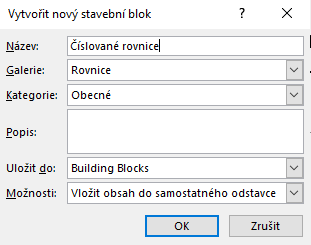 Vytvořit nový stavební blok
Název: Číslované rovnice
Galerie: Rovnice
Kategorie: Obecné
Popis:
Uložit do: Building Blocks
Možnosti: Vložit obsah do samostatného odstavce
OK Zrušit